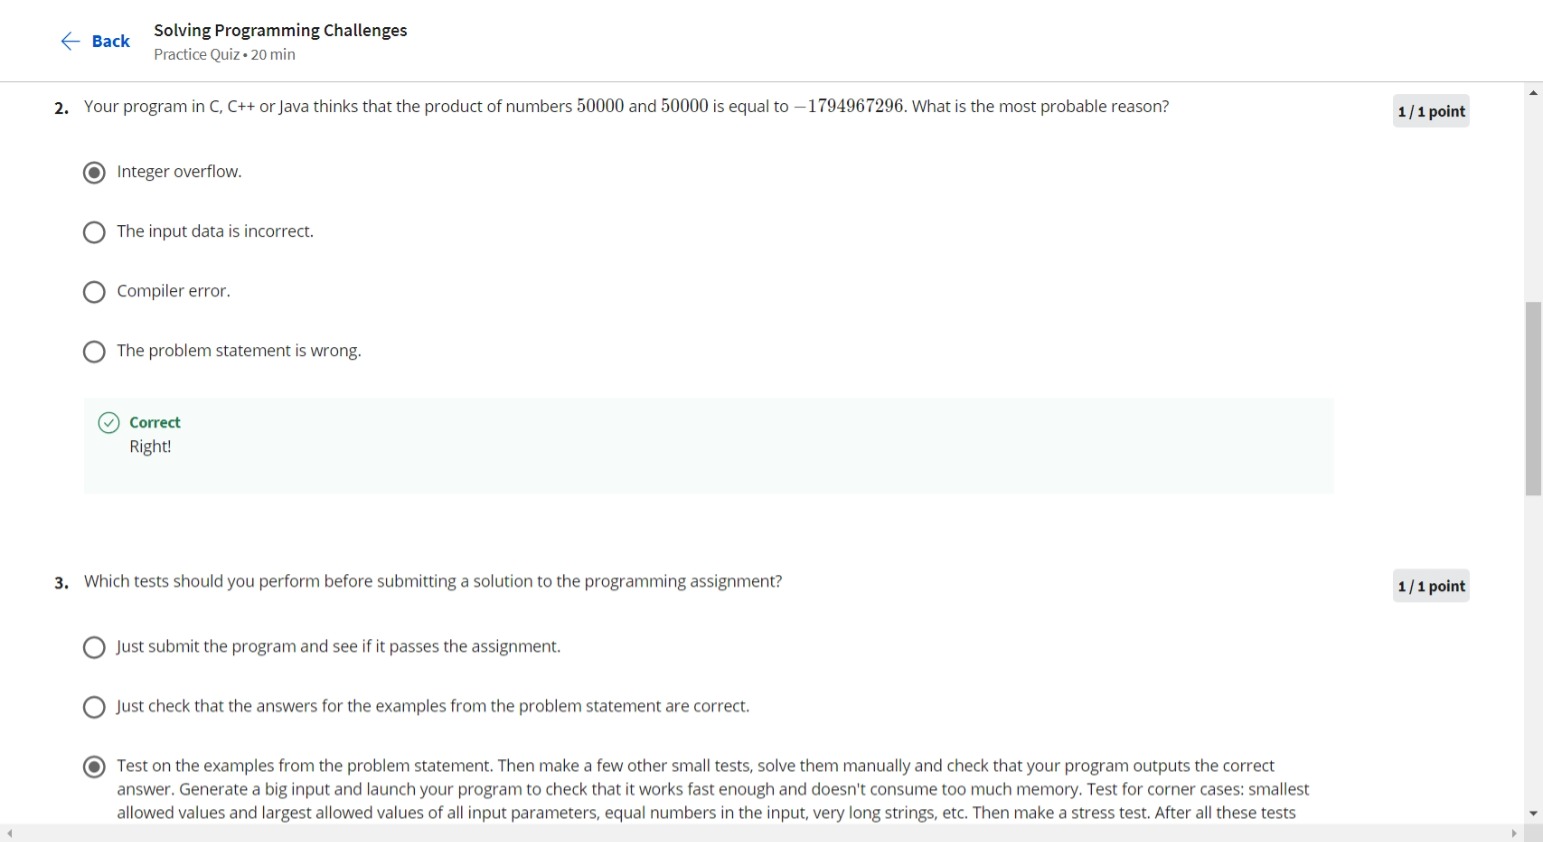 Back
Solving Programming Challenges
Practice Quiz • 20 min
2. Your program in C, C++ or Java thinks that the product of numbers 50000 and 50000 is equal to −1794967296. What is the most probable reason?
1 / 1 point
Integer overflow.
The input data is incorrect.
Compiler error.
The problem statement is wrong.
Correct
Right!
3. Which tests should you perform before submitting a solution to the programming assignment?
1 / 1 point
Just submit the program and see if it passes the assignment.
Just check that the answers for the examples from the problem statement are correct.
Test on the examples from the problem statement. Then make a few other small tests, solve them manually and check that your program outputs the correct
answer. Generate a big input and launch your program to check that it works fast enough and doesn't consume too much memory. Test for corner cases: smallest
allowed values and largest allowed values of all input parameters, equal numbers in the input, very long strings, etc. Then make a stress test. After all these tests